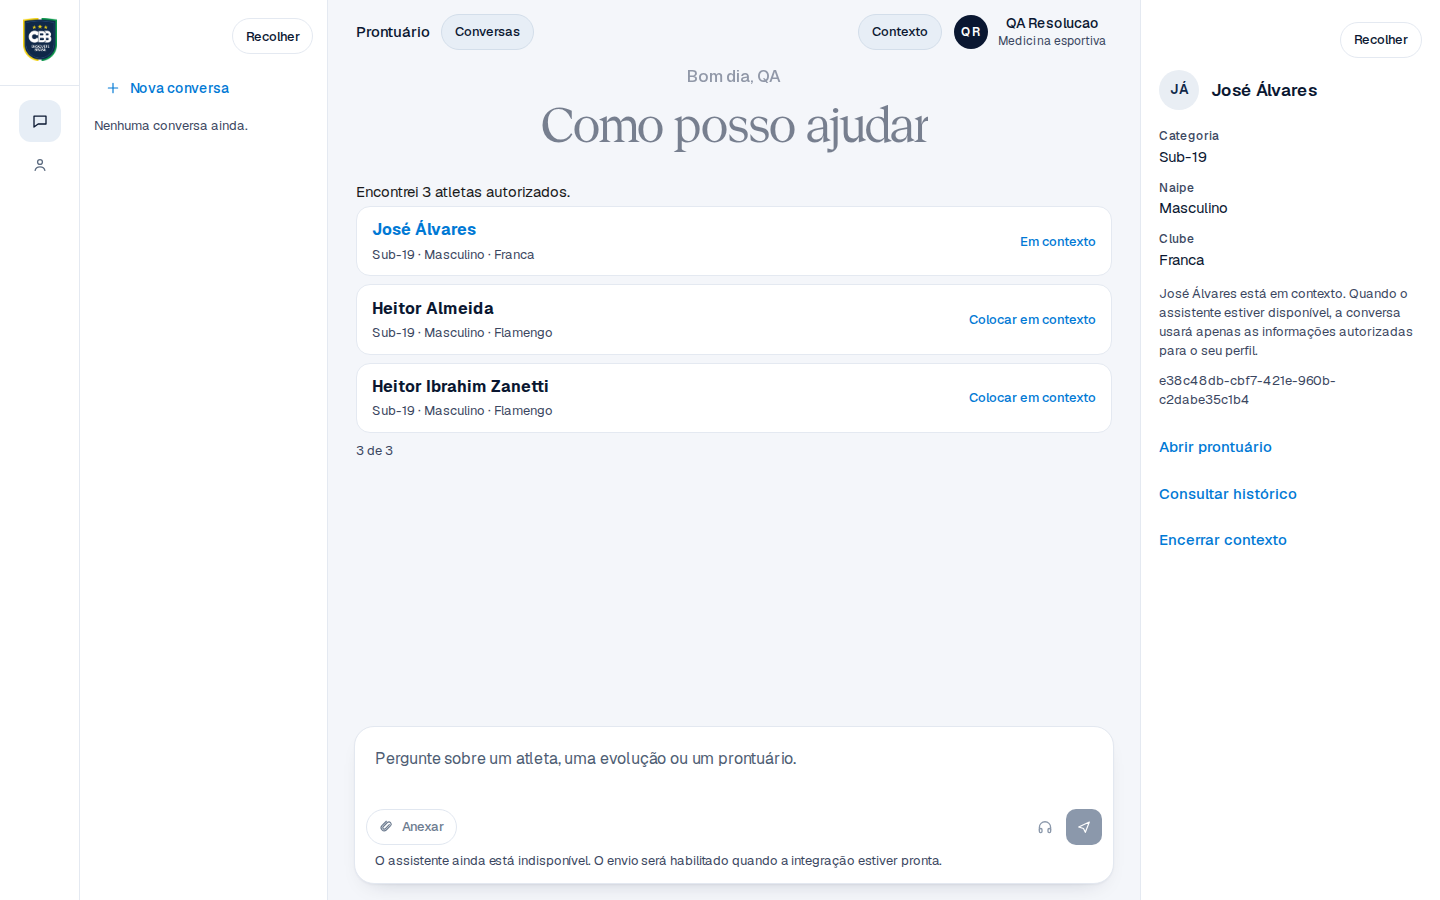 CBB
Recolher
Nova conversa
Nenhuma conversa ainda.
Prontuário
Conversas
Contexto
QR
QA Resolucao
Medicina esportiva
Bom dia, QA
Como posso ajudar
Encontrei 3 atletas autorizados.
José Álvares
Sub-19 · Masculino · Franca
Em contexto
Heitor Almeida
Sub-19 · Masculino · Flamengo
Colocar em contexto
Heitor Ibrahim Zanetti
Sub-19 · Masculino · Flamengo
Colocar em contexto
3 de 3
Pergunte sobre um atleta, uma evolução ou um prontuário.
Anexar
O assistente ainda está indisponível. O envio será habilitado quando a integração estiver pronta.
Recolher
JÁ
José Álvares
Categoria
Sub-19
Naipe
Masculino
Clube
Franca
José Álvares está em contexto. Quando o
assistente estiver disponível, a conversa
usará apenas as informações autorizadas
para o seu perfil.
e38c48db-cbf7-421e-960b-
c2dabe35c1b4
Abrir prontuário
Consultar histórico
Encerrar contexto